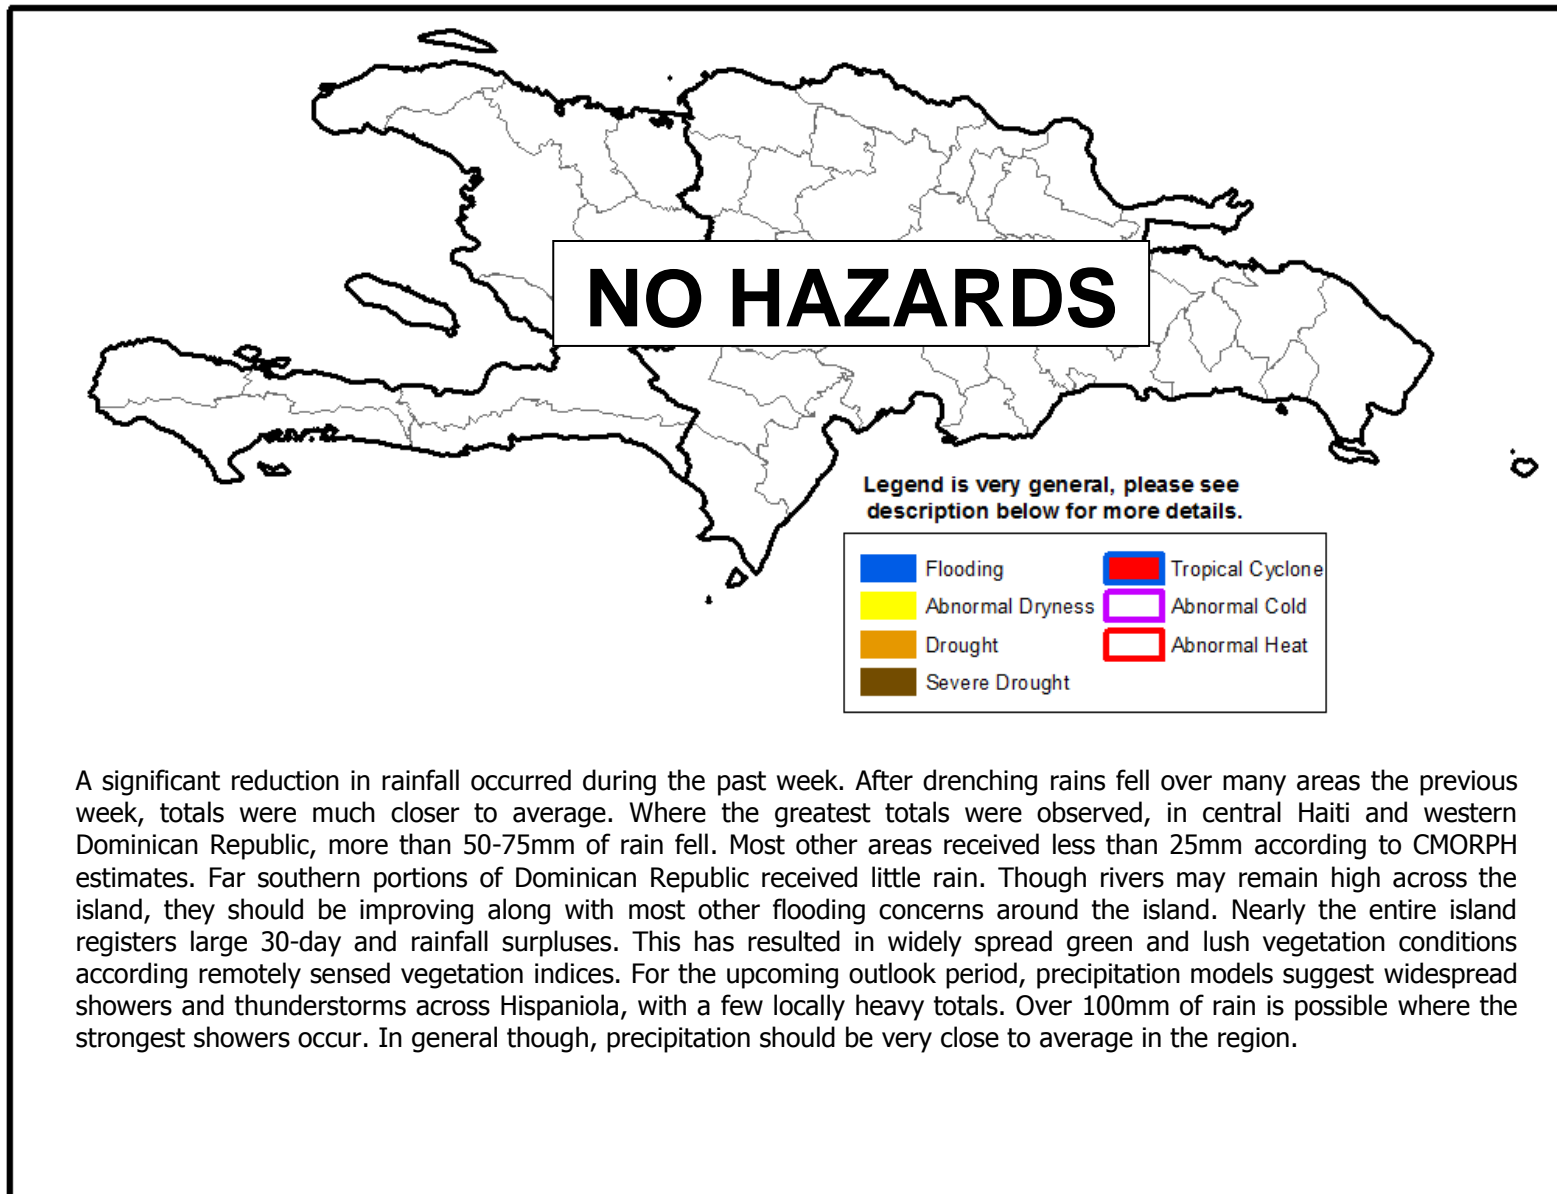 NO HAZARDS
Legend is very general, please see
description below for more details.
Flooding
Tropical Cyclone
Abnormal Dryness
Abnormal Cold
Drought
Abnormal Heat
Severe Drought
A significant reduction in rainfall occurred during the past week. After drenching rains fell over many areas the previous
week, totals were much closer to average. Where the greatest totals were observed, in central Haiti and western
Dominican Republic, more than 50-75mm of rain fell. Most other areas received less than 25mm according to CMORPH
estimates. Far southern portions of Dominican Republic received little rain. Though rivers may remain high across the
island, they should be improving along with most other flooding concerns around the island. Nearly the entire island
registers large 30-day and rainfall surpluses. This has resulted in widely spread green and lush vegetation conditions
according remotely sensed vegetation indices. For the upcoming outlook period, precipitation models suggest widespread
showers and thunderstorms across Hispaniola, with a few locally heavy totals. Over 100mm of rain is possible where the
strongest showers occur. In general though, precipitation should be very close to average in the region.